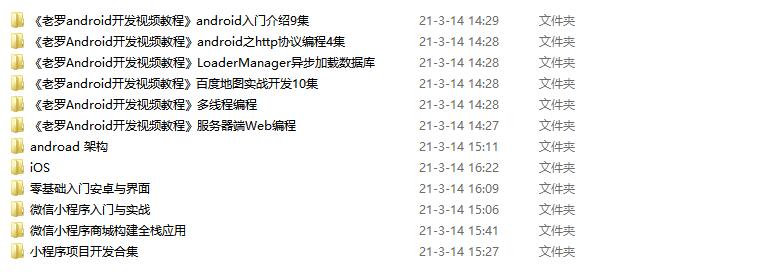 《老罗android开发视频教程》android入门介绍9集 21-3-14 14:29 文件夹
《老罗Android开发视频教程》android之http协议编程4集 21-3-14 14:28 文件夹
《老罗Android开发视频教程》LoaderManager异步加载数据库 21-3-14 14:28 文件夹
《老罗android开发视频教程》百度地图实战开发10集 21-3-14 14:28 文件夹
《老罗Android开发视频教程》多线程编程 21-3-14 14:28 文件夹
《老罗Android开发视频教程》服务器端Web编程 21-3-14 14:27 文件夹
androad 架构 21-3-14 15:11 文件夹
iOS 21-3-14 16:22 文件夹
零基础入门安卓与界面 21-3-14 16:09 文件夹
微信小程序入门与实战 21-3-14 15:06 文件夹
微信小程序商城构建全栈应用 21-3-14 15:41 文件夹
小程序项目开发合集 21-3-14 15:27 文件夹